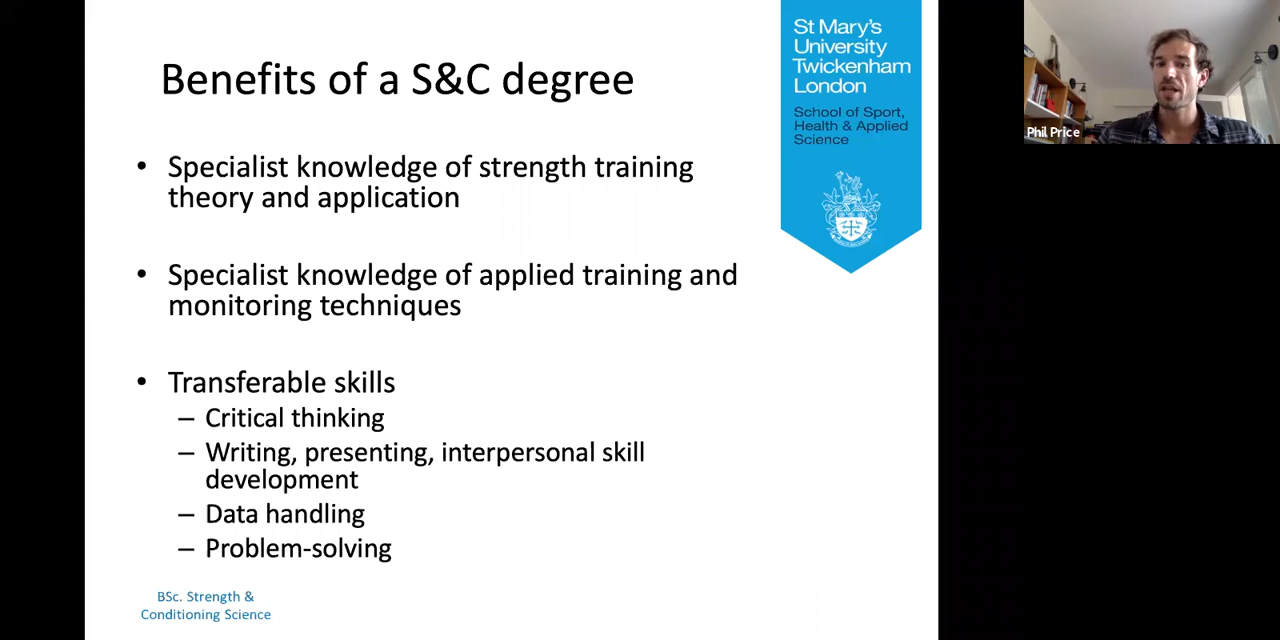 Benefits of a S&C degree
• Specialist knowledge of strength training
theory and application
• Specialist knowledge of applied training and
monitoring techniques
• Transferable skills
– Critical thinking
– Writing, presenting, interpersonal skill
development
– Data handling
– Problem-solving
BSc. Strength &
Conditioning Science
St Mary's
University
Twickenham
London
School of Sport,
Health & Applied
Science
Phil Price